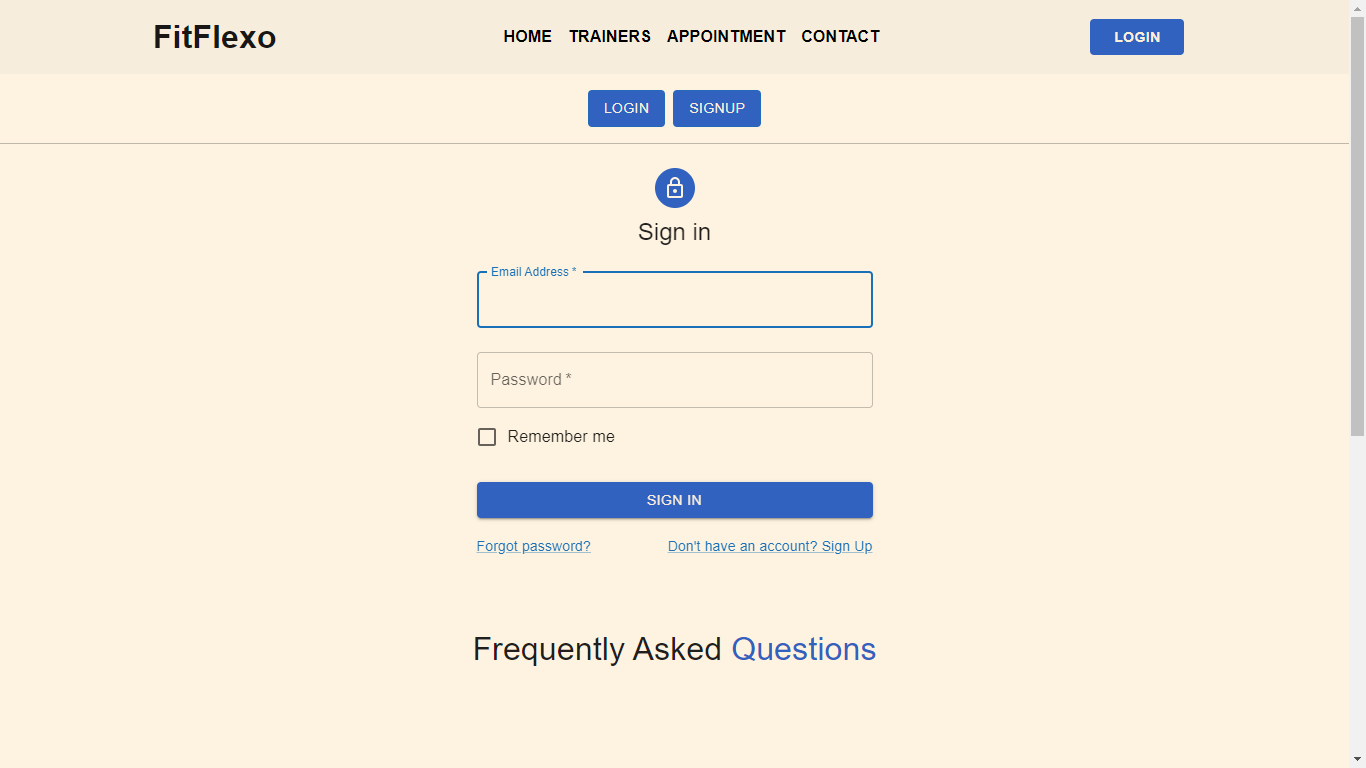 FitFlexo HOME TRAINERS APPOINTMENT CONTACT LOGIN
LOGIN SIGNUP
Sign in
Email Address *
Password *
Remember me
SIGN IN
Forgot password? Don't have an account? Sign Up
Frequently Asked Questions